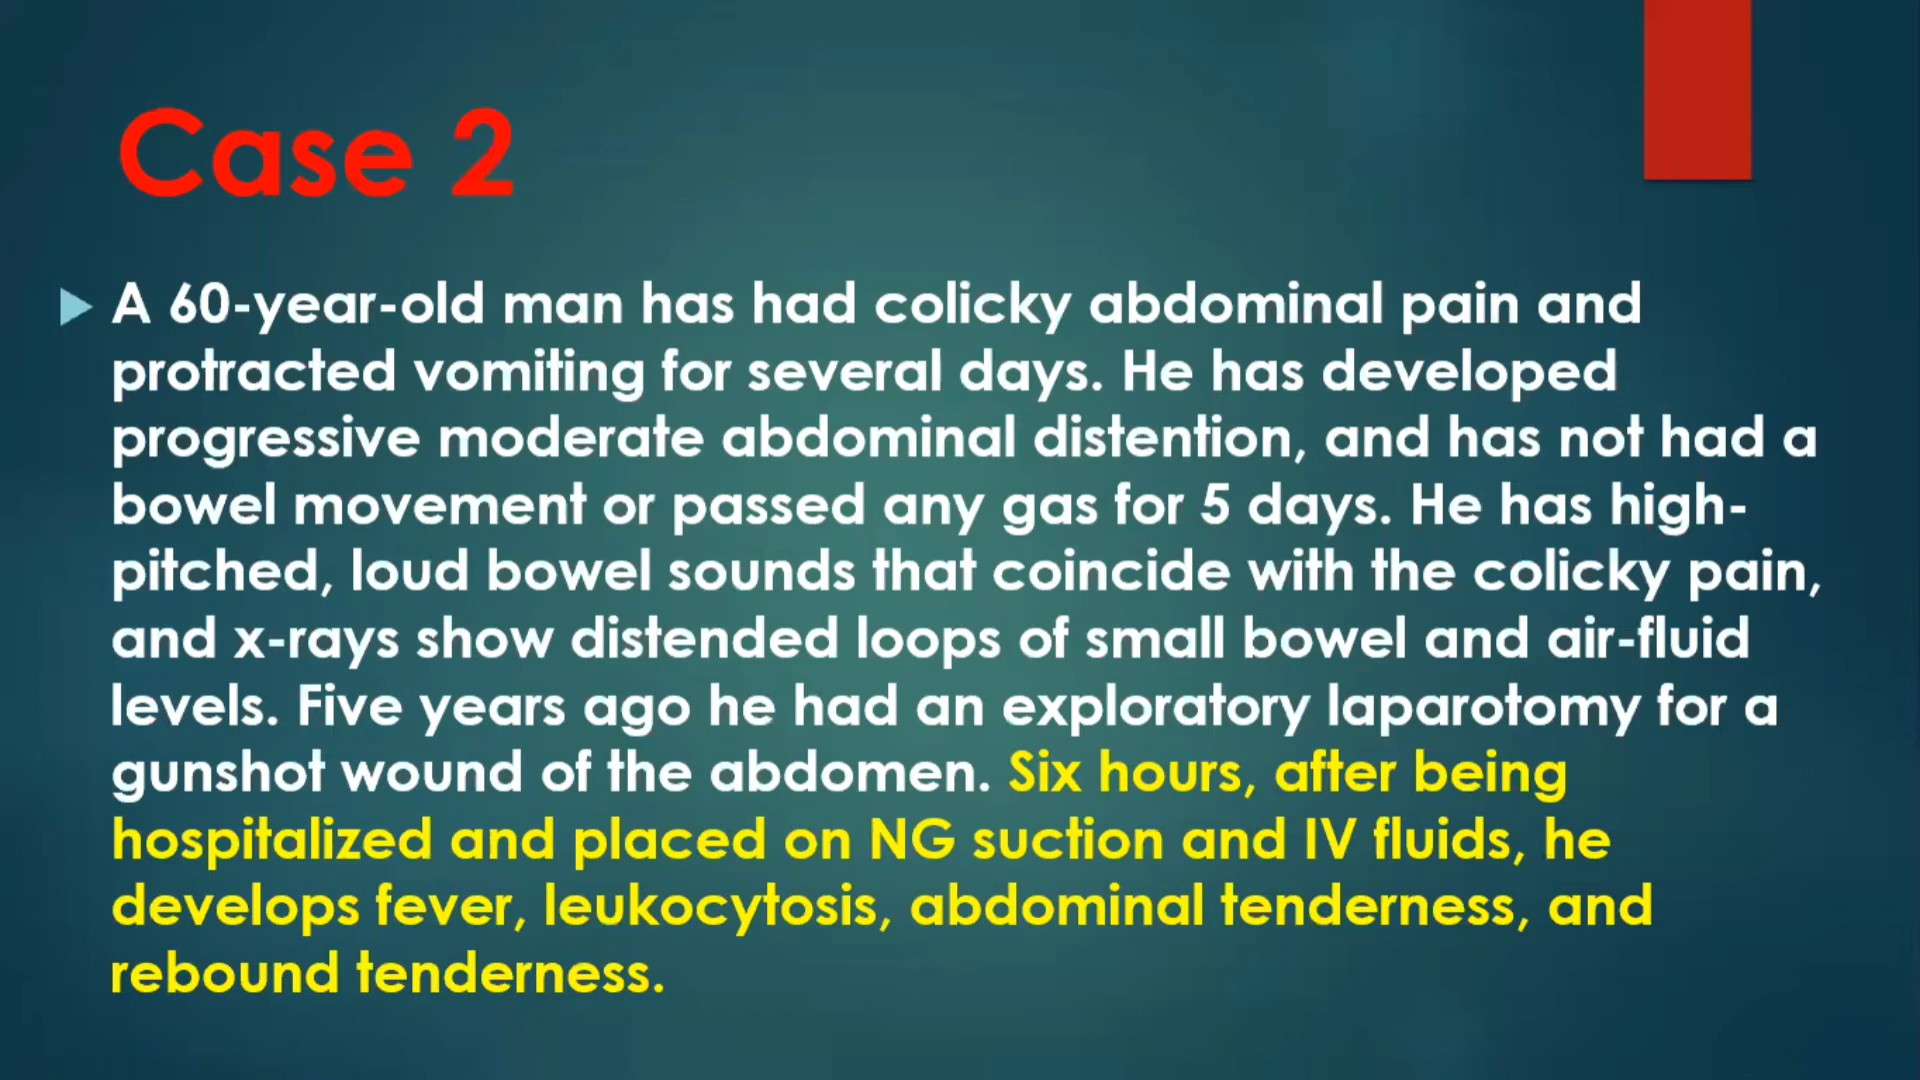 Case 2
A 60-year-old man has had colicky abdominal pain and
protracted vomiting for several days. He has developed
progressive moderate abdominal distention, and has not had a
bowel movement or passed any gas for 5 days. He has high-
pitched, loud bowel sounds that coincide with the colicky pain,
and x-rays show distended loops of small bowel and air-fluid
levels. Five years ago he had an exploratory laparotomy for a
gunshot wound of the abdomen. Six hours, after being
hospitalized and placed on NG suction and IV fluids, he
develops fever, leukocytosis, abdominal tenderness, and
rebound tenderness.